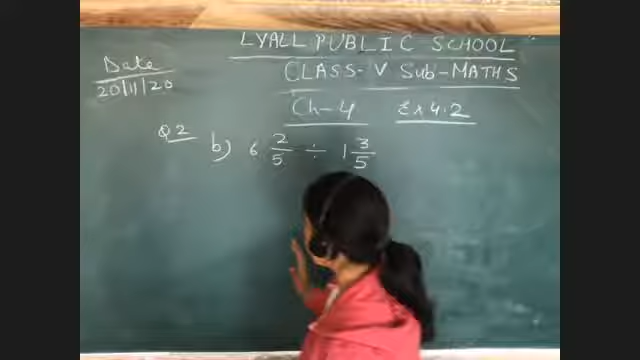 LYALL PUBLIC SCHOOL
Date
20/11/20
CLASS-V Sub-MATHS
Ch-4 Ex 4.2
Q2
b) 6 2/5 ÷ 1 3/5